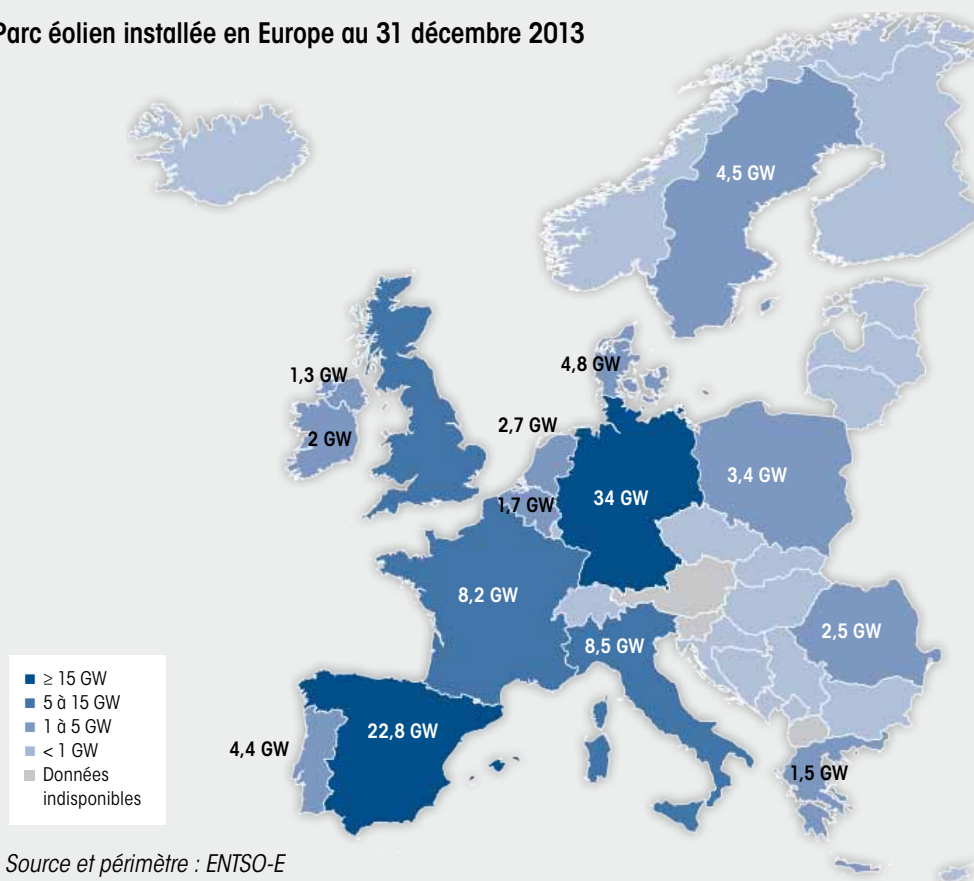 Parc éolien installée en Europe au 31 décembre 2013
4,5 GW
1,3 GW
4,8 GW
2 GW
2,7 GW
1,7 GW
34 GW
3,4 GW
8,2 GW
8,5 GW
2,5 GW
22,8 GW
4,4 GW
1,5 GW
≥ 15 GW
5 à 15 GW
1 à 5 GW
< 1 GW
Données
indisponibles
Source et périmètre : ENTSO-E